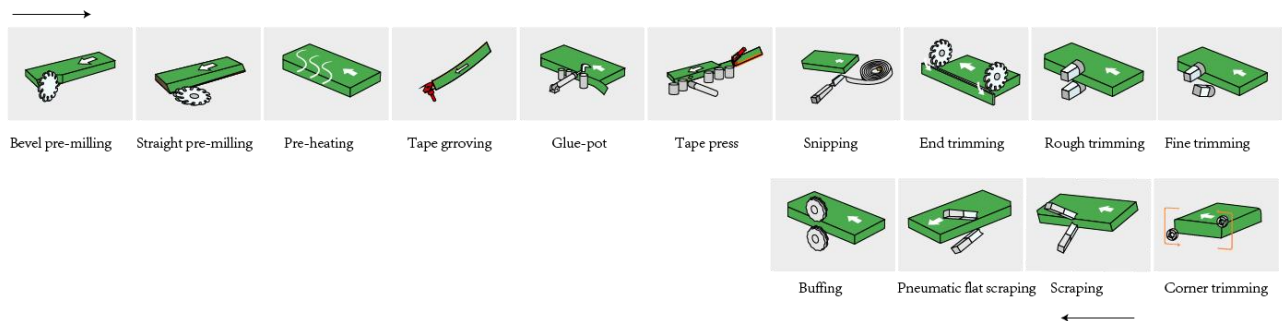 Bevel pre-milling
Straight pre-milling
Pre-heating
Tape grroving
Glue-pot
Tape press
Snipping
End trimming
Rough trimming
Fine trimming
Buffing
Pneumatic flat scraping
Scraping
Corner trimming